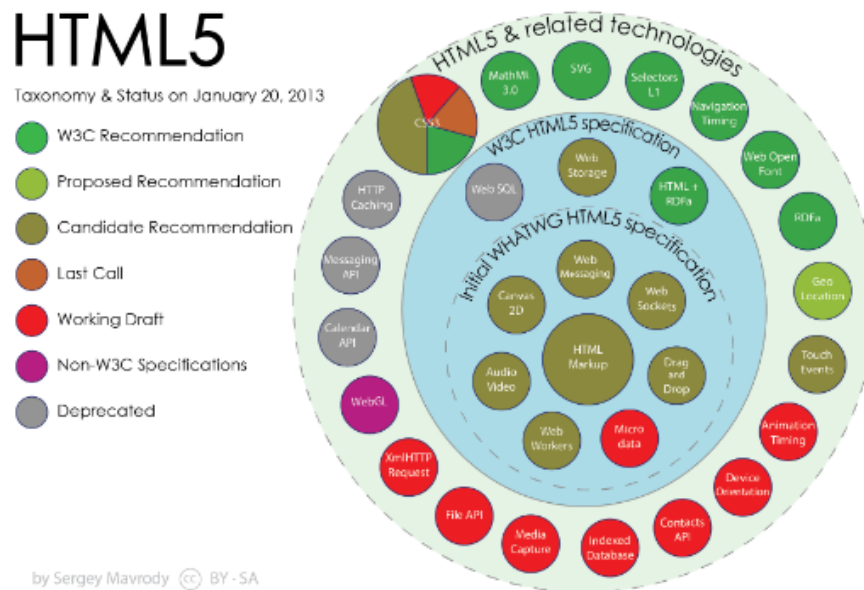 HTML5
Taxonomy & Status on January 20, 2013
W3C Recommendation
Proposed Recommendation
Candidate Recommendation
Last Call
Working Draft
Non-W3C Specifications
Deprecated
by Sergey Mavrody cc BY - SA
HTML5 & related technologies
CSS3
MathML
3.0
SVG
Selectors
L1
Navigation
Timing
Web Open
Font
RDFa
Geo
Location
Touch
Events
Animation
Timing
Device
Orientation
Contacts
API
Indexed
Database
Media
Capture
File API
XmlHTTP
Request
WebGL
Calendar
API
Messaging
API
HTTP
Caching
W3C HTML5 specification
Web SQL
Web
Storage
HTML +
RDFa
Initial WHATWG HTML5 specification
Web
Messaging
Web
Sockets
Drag
and
Drop
Micro
data
Web
Workers
Audio
Video
Canvas
2D
HTML
Markup